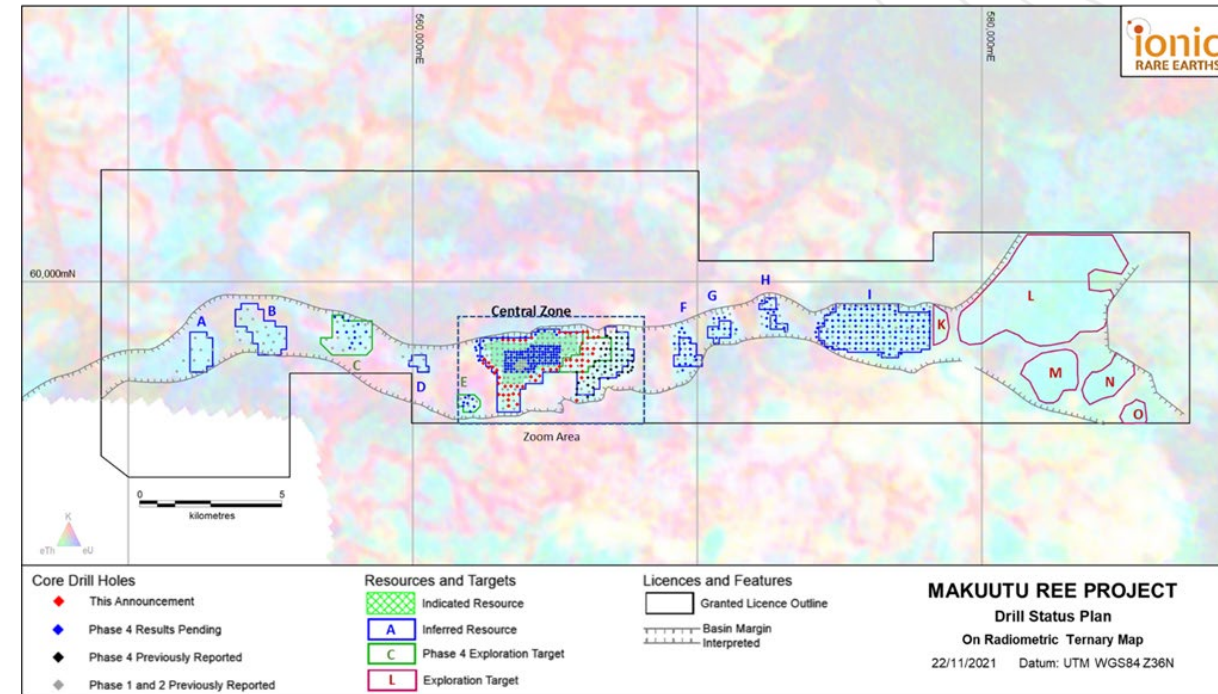 560,000mE
580,000mE
ionic
RARE EARTHS
60,000mN
A
B
C
D
E
Central Zone
Zoom Area
F
G
H
I
K
L
M
N
O
0 5
kilometres
K
eTh eU
Core Drill Holes
This Announcement
Phase 4 Results Pending
Phase 4 Previously Reported
Phase 1 and 2 Previously Reported
Resources and Targets
Indicated Resource
A Inferred Resource
C Phase 4 Exploration Target
L Exploration Target
Licences and Features
Granted Licence Outline
Basin Margin
Interpreted
MAKUUTU REE PROJECT
Drill Status Plan
On Radiometric Ternary Map
22/11/2021 Datum: UTM WGS84 Z36N